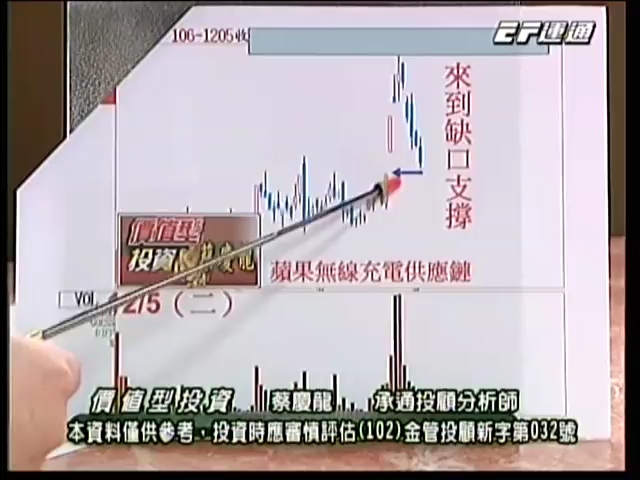 106-1205收
EF運通
來到缺口支撐
價值型
投資
蔡慶龍
蘋果無線充電供應鏈
VOL
2/5(二)
價值型投資 蔡慶龍 承通投顧分析師
本資料僅供參考，投資時應審慎評估(102)金管投顧新字第032號